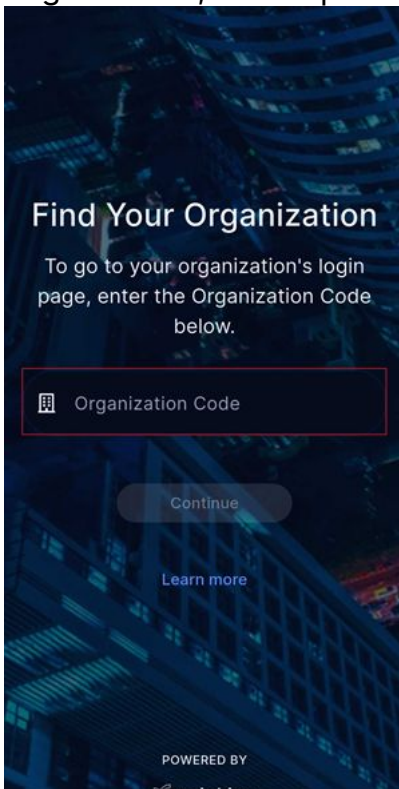 Find Your Organization
To go to your organization's login
page, enter the Organization Code
below.
Organization Code
Continue
Learn more
POWERED BY